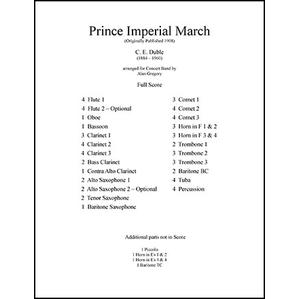 Prince Imperial March
(Originally Published 1908)
C. E. Duble
(1884 - 1960)
arranged for Concert Band by
Alan Gregory
Full Score
4 Flute 1
4 Flute 2 – Optional
1 Oboe
1 Bassoon
3 Clarinet 1
4 Clarinet 2
4 Clarinet 3
2 Bass Clarinet
1 Contra Alto Clarinet
2 Alto Saxophone 1
2 Alto Saxophone 2 – Optional
2 Tenor Saxophone
1 Baritone Saxophone
3 Cornet 1
4 Cornet 2
4 Cornet 3
3 Horn in F 1 & 2
3 Horn in F 3 & 4
2 Trombone 1
2 Trombone 2
3 Trombone 3
2 Baritone BC
4 Tuba
4 Percussion
Additional parts not in Score
1 Piccolo
1 Horn in Eb 1 & 2
1 Horn in Eb 3 & 4
1 Baritone TC